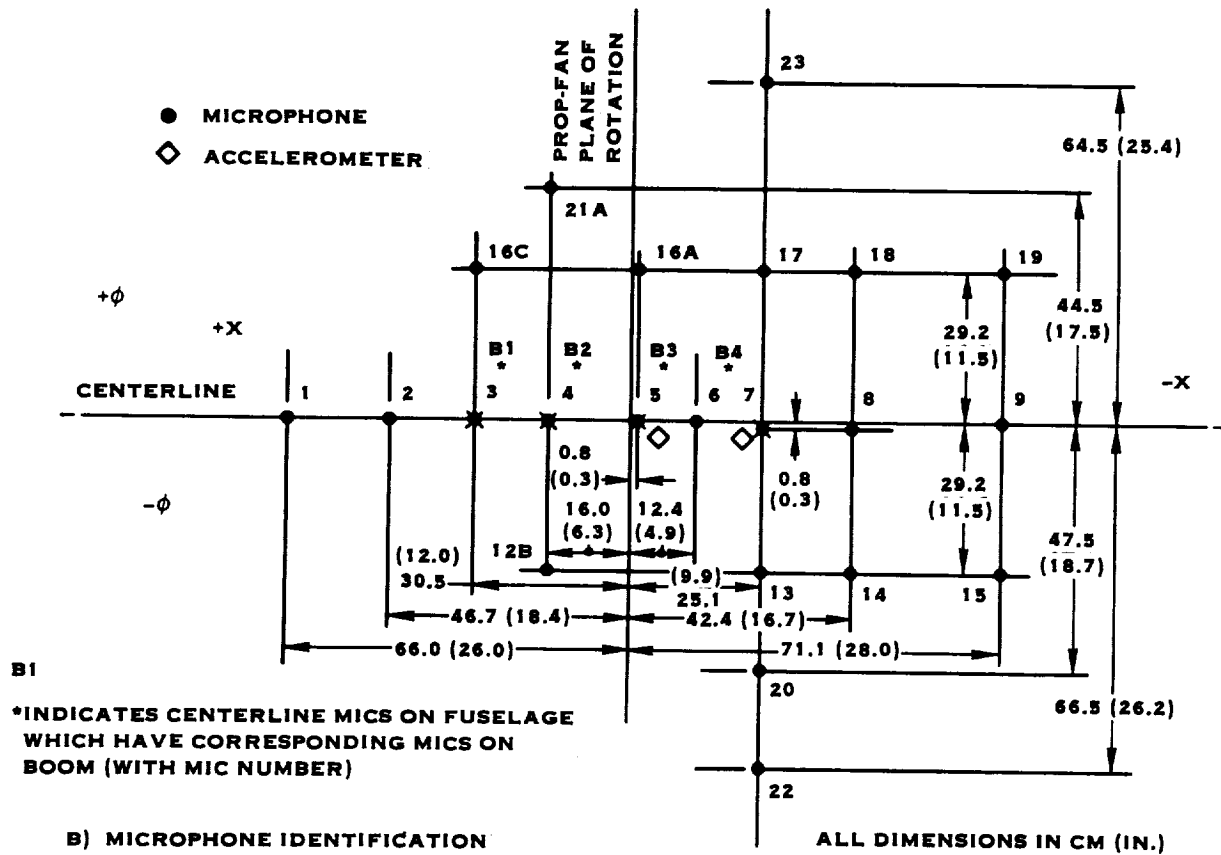 PROP-FAN
PLANE OF
ROTATION
23
● MICROPHONE
◇ ACCELEROMETER
64.5 (25.4)
21A
16C
16A
17
18
19
+ϕ
+X
44.5
(17.5)
29.2
(11.5)
B1
*
B2
*
B3
*
B4
*
-X
CENTERLINE
1
2
3
4
5
6
7
8
9
0.8
(0.3)
0.8
(0.3)
-ϕ
16.0
(6.3)
12.4
(4.9)
29.2
(11.5)
47.5
(18.7)
12B
(12.0)
30.5
(9.9)
25.1
13
14
15
46.7 (18.4)
42.4 (16.7)
66.0 (26.0)
71.1 (28.0)
B1
20
66.5 (26.2)
*INDICATES CENTERLINE MICS ON FUSELAGE
WHICH HAVE CORRESPONDING MICS ON
BOOM (WITH MIC NUMBER)
22
B) MICROPHONE IDENTIFICATION
ALL DIMENSIONS IN CM (IN.)